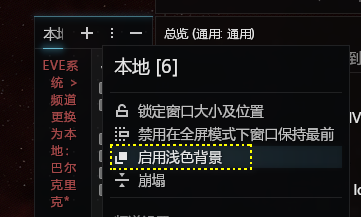 本
总览 (通用: 通用)
EVE系
统 >
频道
更换
为本
地：
巴尔
克里
克*
本地 [6]
锁定窗口大小及位置
禁用在全屏模式下窗口保持最前
启用浅色背景
崩塌